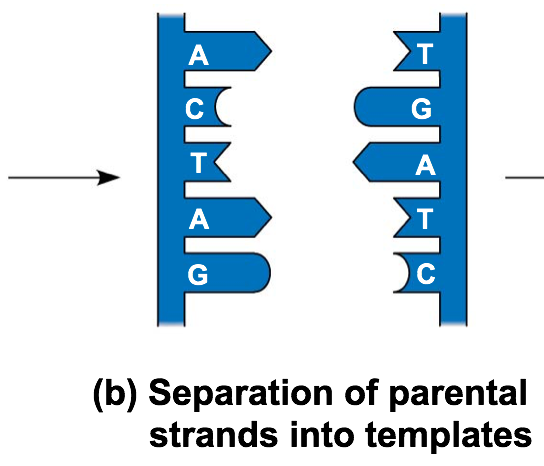 A T
C G
T A
A T
G C
(b) Separation of parental
strands into templates